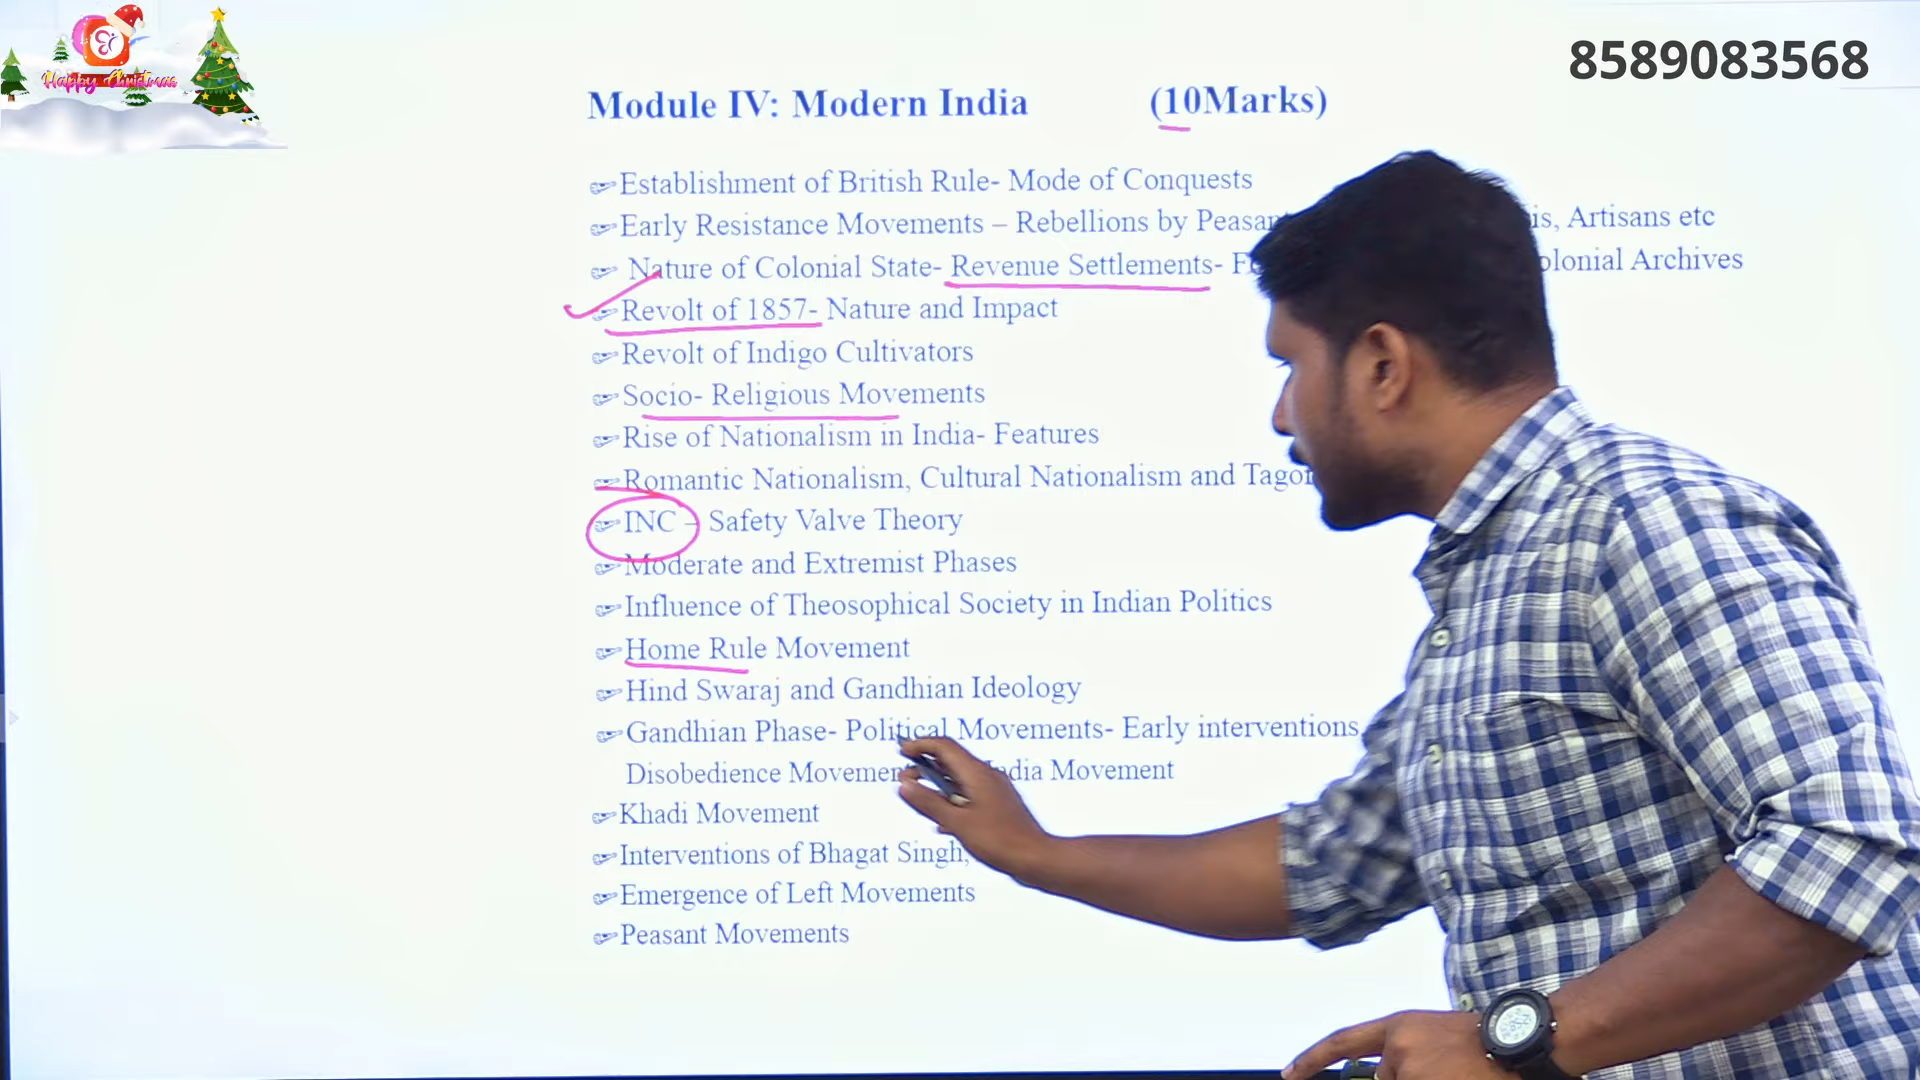 Happy Christmas
8589083568
Module IV: Modern India (10Marks)
Establishment of British Rule- Mode of Conquests
Early Resistance Movements – Rebellions by Peasan is, Artisans etc
Nature of Colonial State- Revenue Settlements- F olonial Archives
Revolt of 1857- Nature and Impact
Revolt of Indigo Cultivators
Socio- Religious Movements
Rise of Nationalism in India- Features
Romantic Nationalism, Cultural Nationalism and Tago
INC – Safety Valve Theory
Moderate and Extremist Phases
Influence of Theosophical Society in Indian Politics
Home Rule Movement
Hind Swaraj and Gandhian Ideology
Gandhian Phase- Political Movements- Early interventions,
Disobedience Movemen ndia Movement
Khadi Movement
Interventions of Bhagat Singh,
Emergence of Left Movements
Peasant Movements